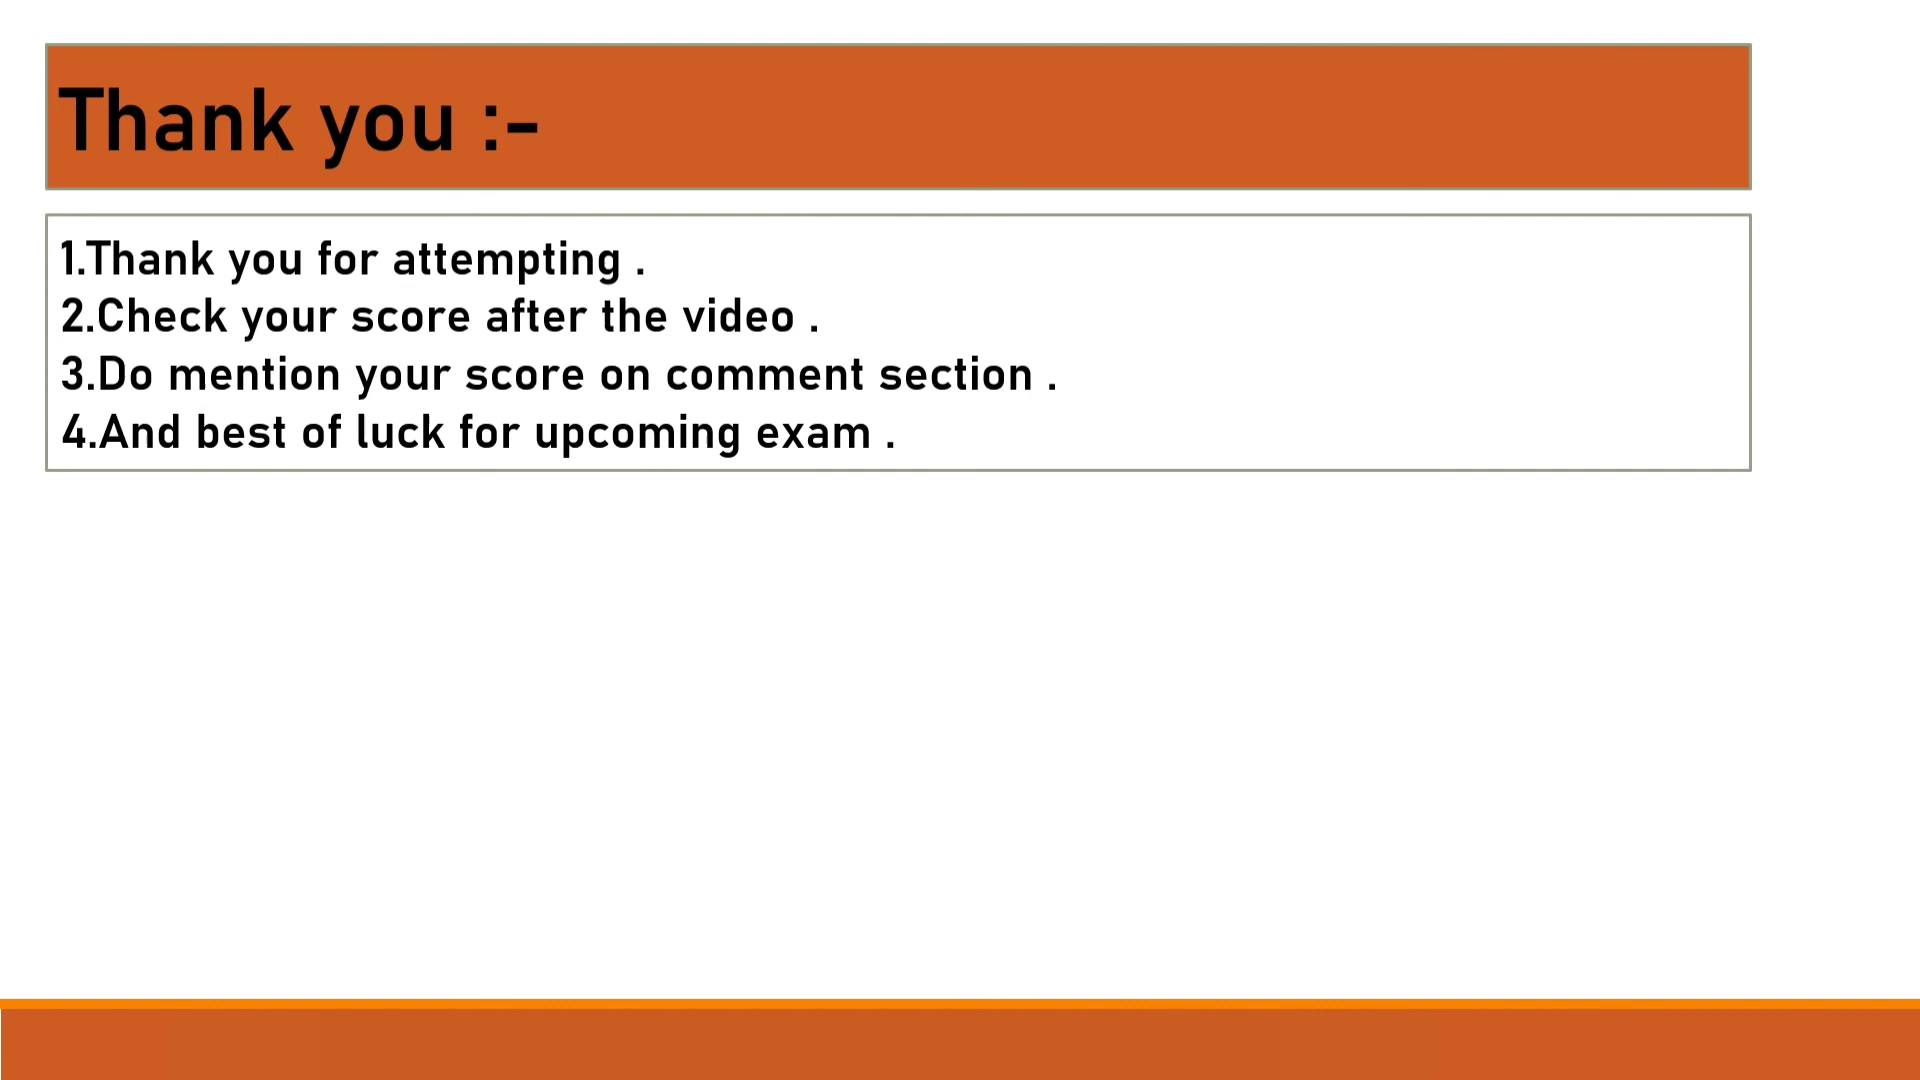 Thank you :-
1.Thank you for attempting .
2.Check your score after the video .
3.Do mention your score on comment section .
4.And best of luck for upcoming exam .